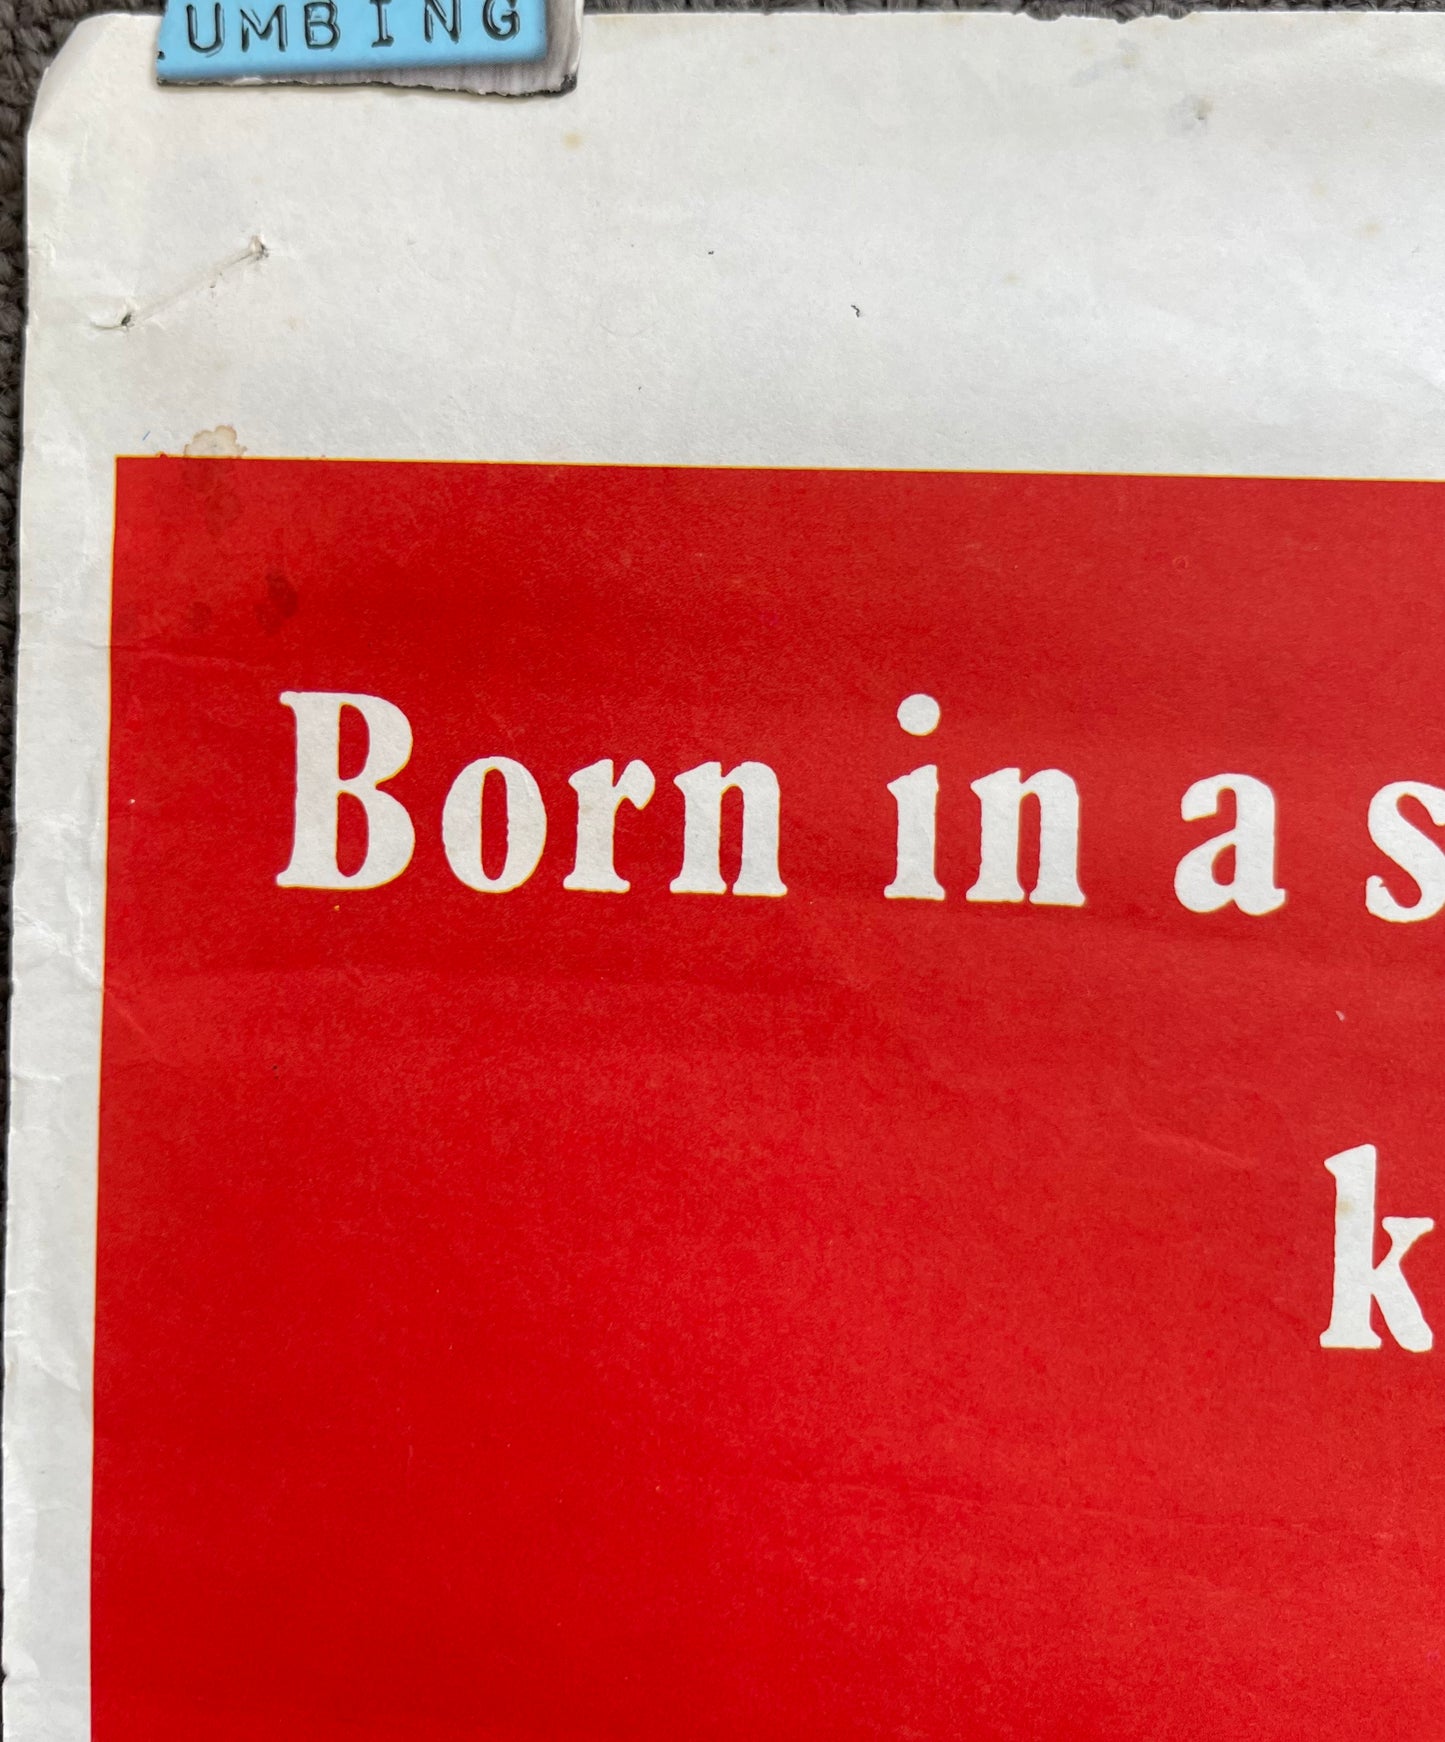 UMBING
Born in a s
k